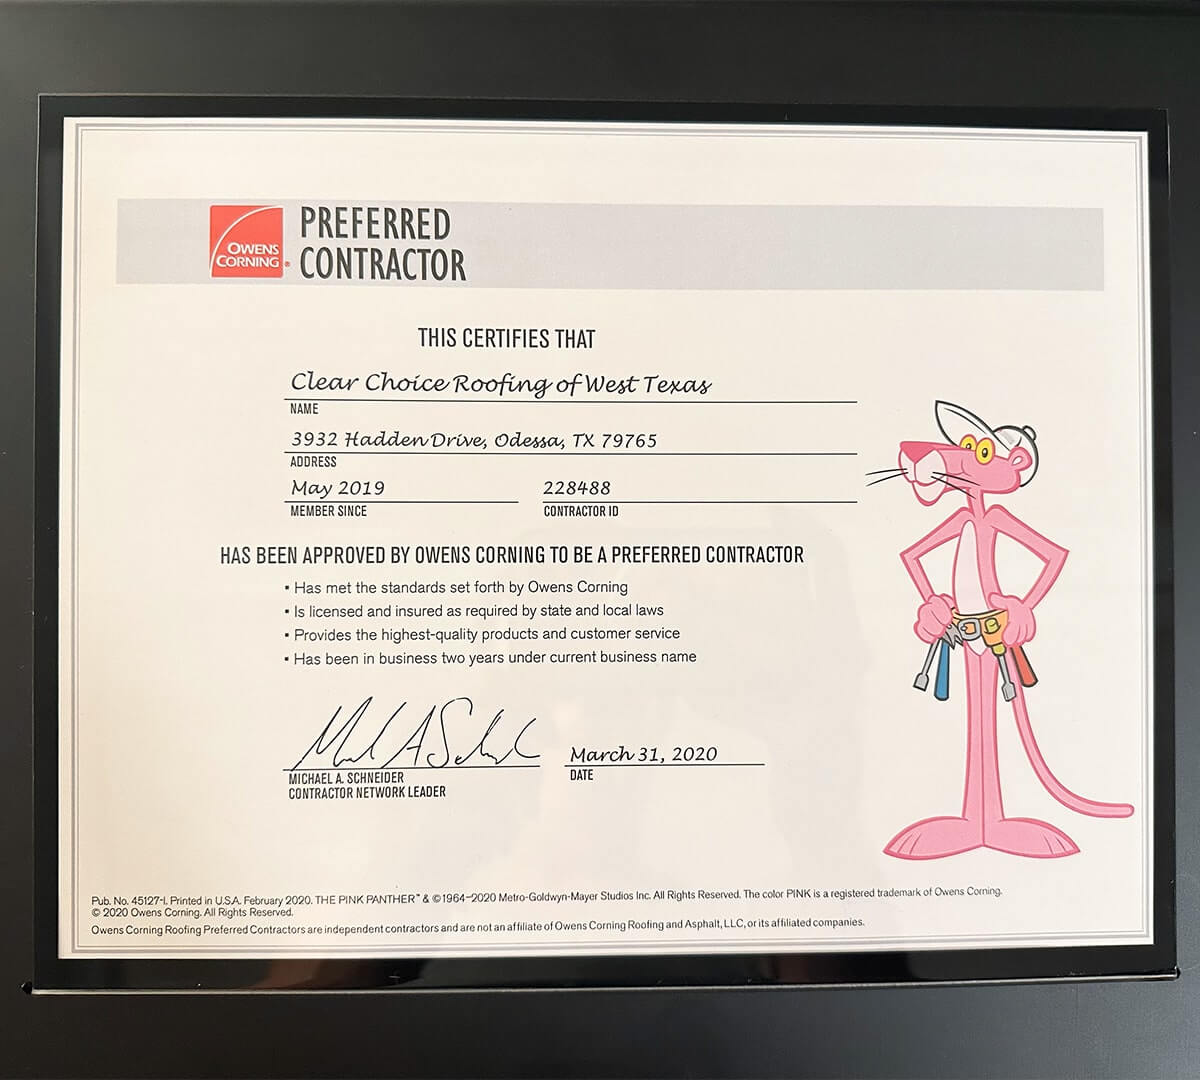 OWENS
CORNING®
PREFERRED
CONTRACTOR
THIS CERTIFIES THAT
Clear Choice Roofing of West Texas
NAME
3932 Hadden Drive, Odessa, TX 79765
ADDRESS
May 2019
228488
MEMBER SINCE
CONTRACTOR ID
HAS BEEN APPROVED BY OWENS CORNING TO BE A PREFERRED CONTRACTOR
▪ Has met the standards set forth by Owens Corning
▪ Is licensed and insured as required by state and local laws
▪ Provides the highest-quality products and customer service
▪ Has been in business two years under current business name
March 31, 2020
MICHAEL A. SCHNEIDER
DATE
CONTRACTOR NETWORK LEADER
Pub. No. 45127-I. Printed in U.S.A. February 2020. THE PINK PANTHER™ & ©1964–2020 Metro-Goldwyn-Mayer Studios Inc. All Rights Reserved. The color PINK is a registered trademark of Owens Corning.
© 2020 Owens Corning. All Rights Reserved.
Owens Corning Roofing Preferred Contractors are independent contractors and are not an affiliate of Owens Corning Roofing and Asphalt, LLC, or its affiliated companies.